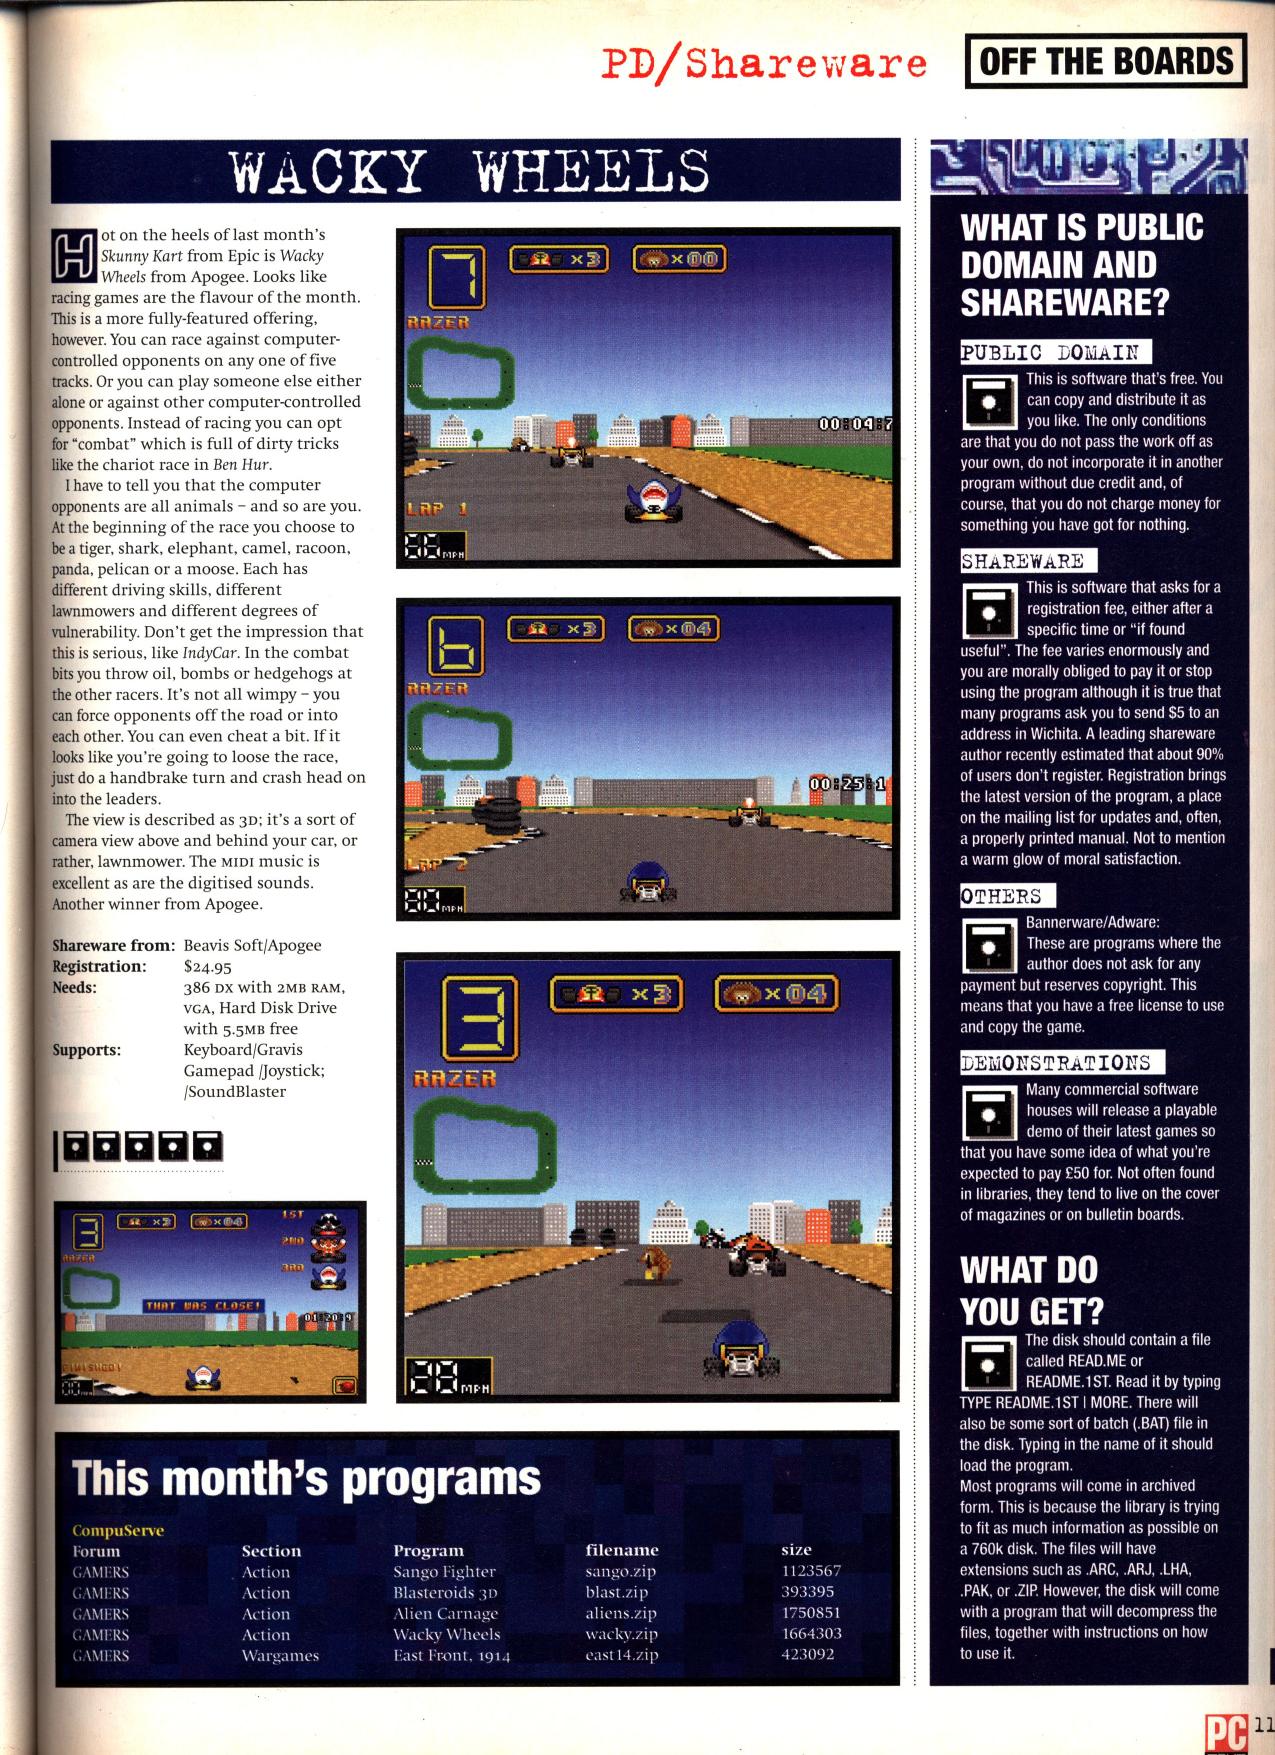 PD/Shareware
OFF THE BOARDS
WACKY WHEELS
Hot on the heels of last month's
Skunny Kart from Epic is Wacky
Wheels from Apogee. Looks like
racing games are the flavour of the month.
This is a more fully-featured offering,
however. You can race against computer-
controlled opponents on any one of five
tracks. Or you can play someone else either
alone or against other computer-controlled
opponents. Instead of racing you can opt
for “combat” which is full of dirty tricks
like the chariot race in Ben Hur.
I have to tell you that the computer
opponents are all animals – and so are you.
At the beginning of the race you choose to
be a tiger, shark, elephant, camel, racoon,
panda, pelican or a moose. Each has
different driving skills, different
lawnmowers and different degrees of
vulnerability. Don't get the impression that
this is serious, like IndyCar. In the combat
bits you throw oil, bombs or hedgehogs at
the other racers. It's not all wimpy – you
can force opponents off the road or into
each other. You can even cheat a bit. If it
looks like you're going to loose the race,
just do a handbrake turn and crash head on
into the leaders.
The view is described as 3D; it's a sort of
camera view above and behind your car, or
rather, lawnmower. The MIDI music is
excellent as are the digitised sounds.
Another winner from Apogee.
Shareware from: Beavis Soft/Apogee
Registration: $24.95
Needs: 386 DX with 2MB RAM,
VGA, Hard Disk Drive
with 5.5MB free
Supports: Keyboard/Gravis
Gamepad /Joystick;
/SoundBlaster
7 ×3 ×00
RAZER
00:04:7
LAP 1
MPH
6 ×3 ×04
RAZER
00:25:1
LAP 2
MPH
3 ×3 ×04
RAZER
MPH
3 ×3 ×04 1ST
RAZER 2ND
3RD
THAT WAS CLOSE!
01:20:9
FINISHED!
This month's programs
CompuServe
Forum Section Program filename size
GAMERS Action Sango Fighter sango.zip 1123567
GAMERS Action Blasteroids 3D blast.zip 393395
GAMERS Action Alien Carnage aliens.zip 1750851
GAMERS Action Wacky Wheels wacky.zip 1664303
GAMERS Wargames East Front, 1914 east14.zip 423092
WHAT IS PUBLIC
DOMAIN AND
SHAREWARE?
PUBLIC DOMAIN
This is software that's free. You
can copy and distribute it as
you like. The only conditions
are that you do not pass the work off as
your own, do not incorporate it in another
program without due credit and, of
course, that you do not charge money for
something you have got for nothing.
SHAREWARE
This is software that asks for a
registration fee, either after a
specific time or “if found
useful”. The fee varies enormously and
you are morally obliged to pay it or stop
using the program although it is true that
many programs ask you to send $5 to an
address in Wichita. A leading shareware
author recently estimated that about 90%
of users don't register. Registration brings
the latest version of the program, a place
on the mailing list for updates and, often,
a properly printed manual. Not to mention
a warm glow of moral satisfaction.
OTHERS
Bannerware/Adware:
These are programs where the
author does not ask for any
payment but reserves copyright. This
means that you have a free license to use
and copy the game.
DEMONSTRATIONS
Many commercial software
houses will release a playable
demo of their latest games so
that you have some idea of what you're
expected to pay £50 for. Not often found
in libraries, they tend to live on the cover
of magazines or on bulletin boards.
WHAT DO
YOU GET?
The disk should contain a file
called READ.ME or
README.1ST. Read it by typing
TYPE README.1ST | MORE. There will
also be some sort of batch (.BAT) file in
the disk. Typing in the name of it should
load the program.
Most programs will come in archived
form. This is because the library is trying
to fit as much information as possible on
a 760k disk. The files will have
extensions such as .ARC, .ARJ, .LHA,
.PAK, or .ZIP. However, the disk will come
with a program that will decompress the
files, together with instructions on how
to use it.
PC 11